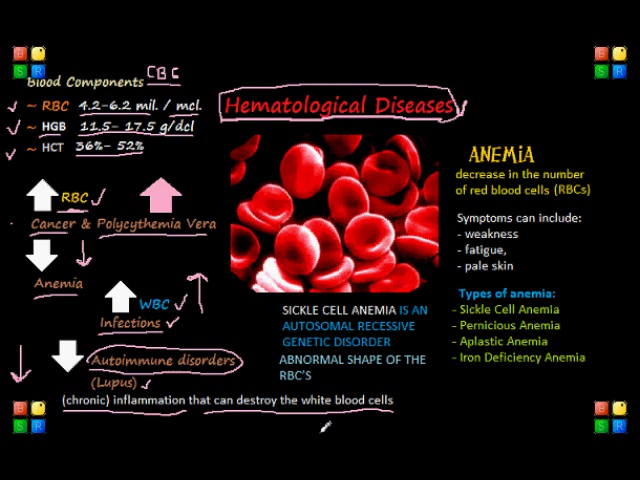 B
S R
Blood Components CBC
~ RBC 4.2-6.2 mil. / mcl.
~ HGB 11.5- 17.5 g/dcl
~ HCT 36%- 52%
RBC
Cancer & Polycythemia Vera
Anemia
WBC
Infections
Autoimmune disorders
(Lupus)
(chronic) inflammation that can destroy the white blood cells
Hematological Diseases
SICKLE CELL ANEMIA IS AN
AUTOSOMAL RECESSIVE
GENETIC DISORDER
ABNORMAL SHAPE OF THE
RBC'S
B
S R
ANEMiA
decrease in the number
of red blood cells (RBCs)
Symptoms can include:
- weakness
- fatigue,
- pale skin
Types of anemia:
- Sickle Cell Anemia
- Pernicious Anemia
- Aplastic Anemia
- Iron Deficiency Anemia
B
S R
B
S R